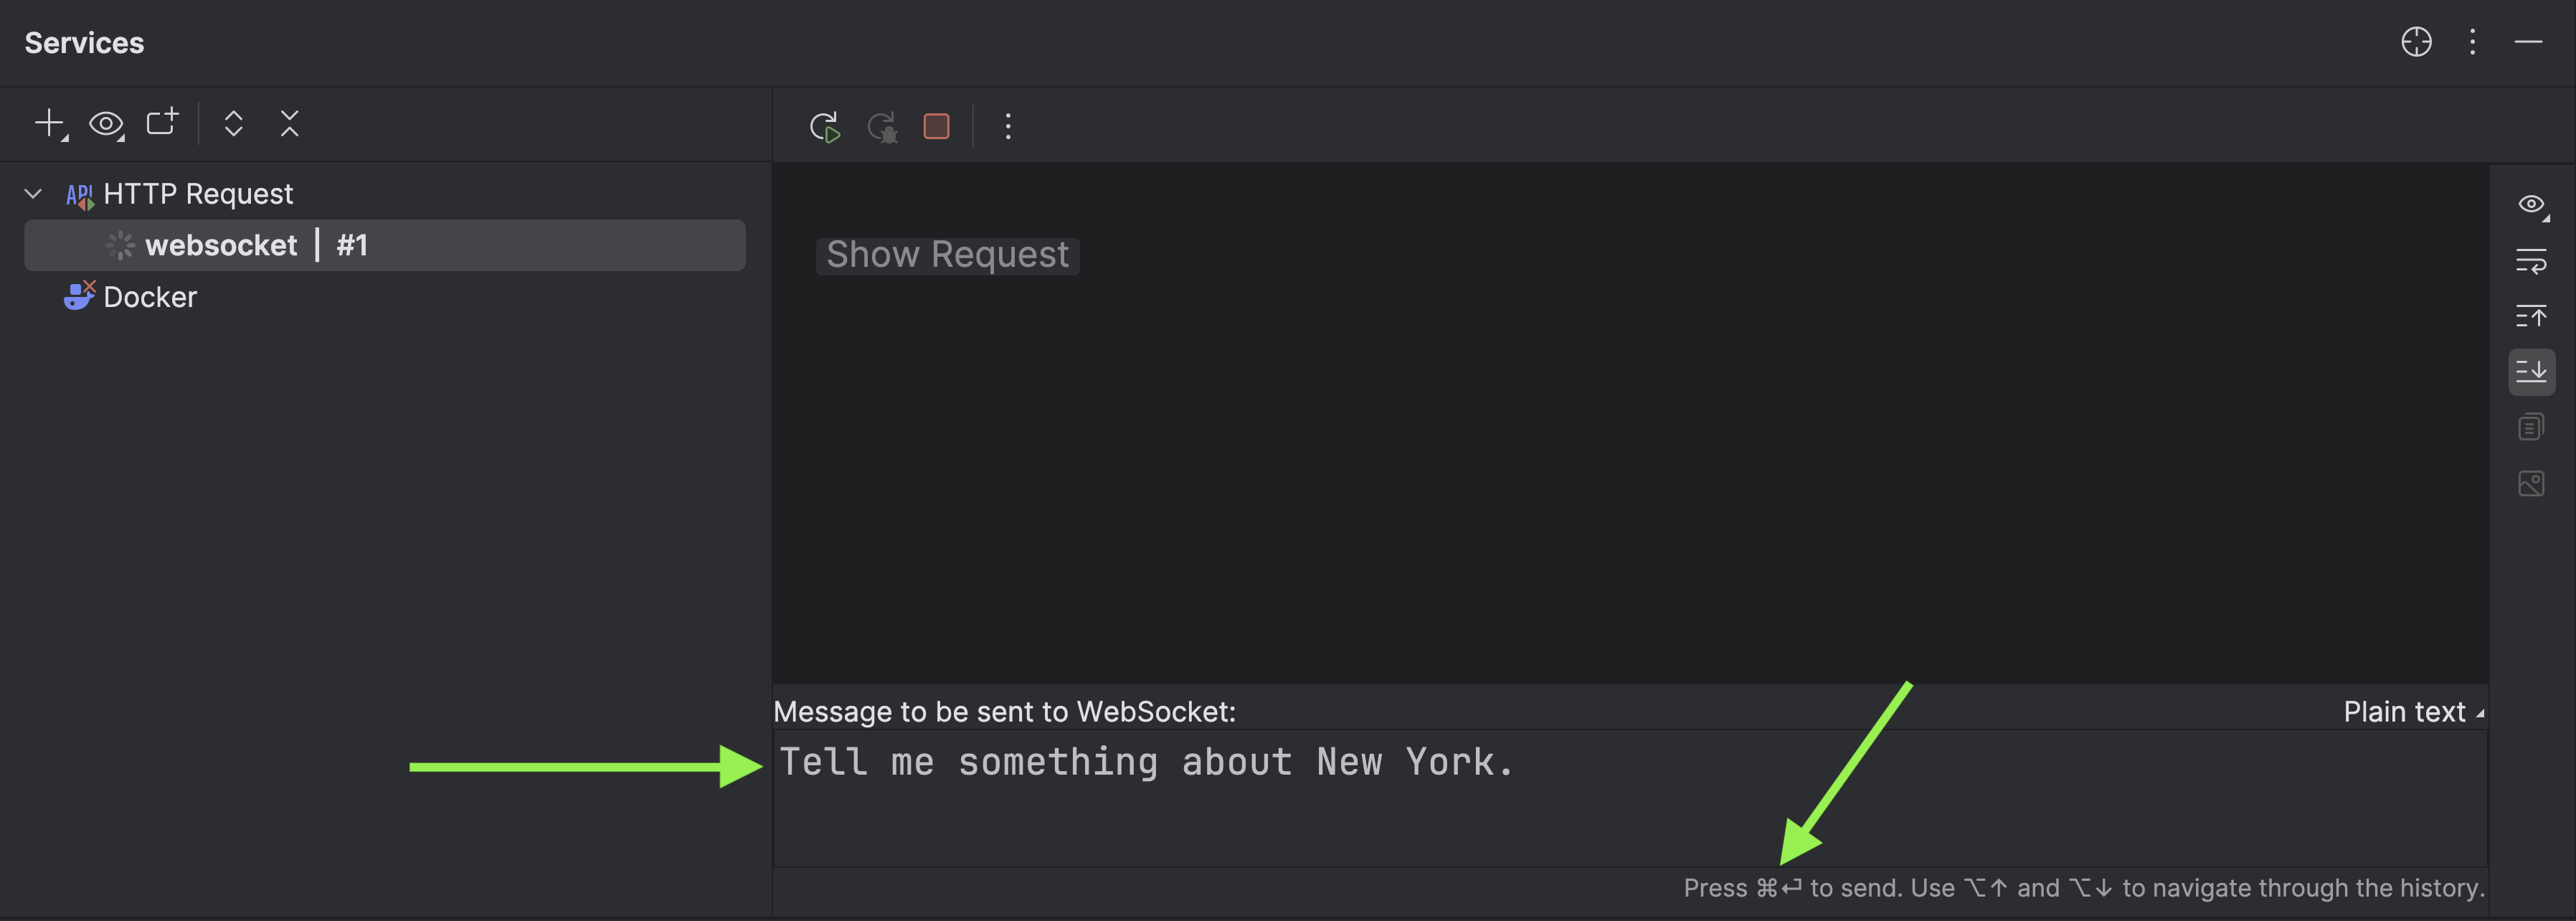 Services
API HTTP Request
websocket | #1
Docker
Show Request
Message to be sent to WebSocket:
Plain text
Tell me something about New York.
Press ⌘↵ to send. Use ⌥↑ and ⌥↓ to navigate through the history.